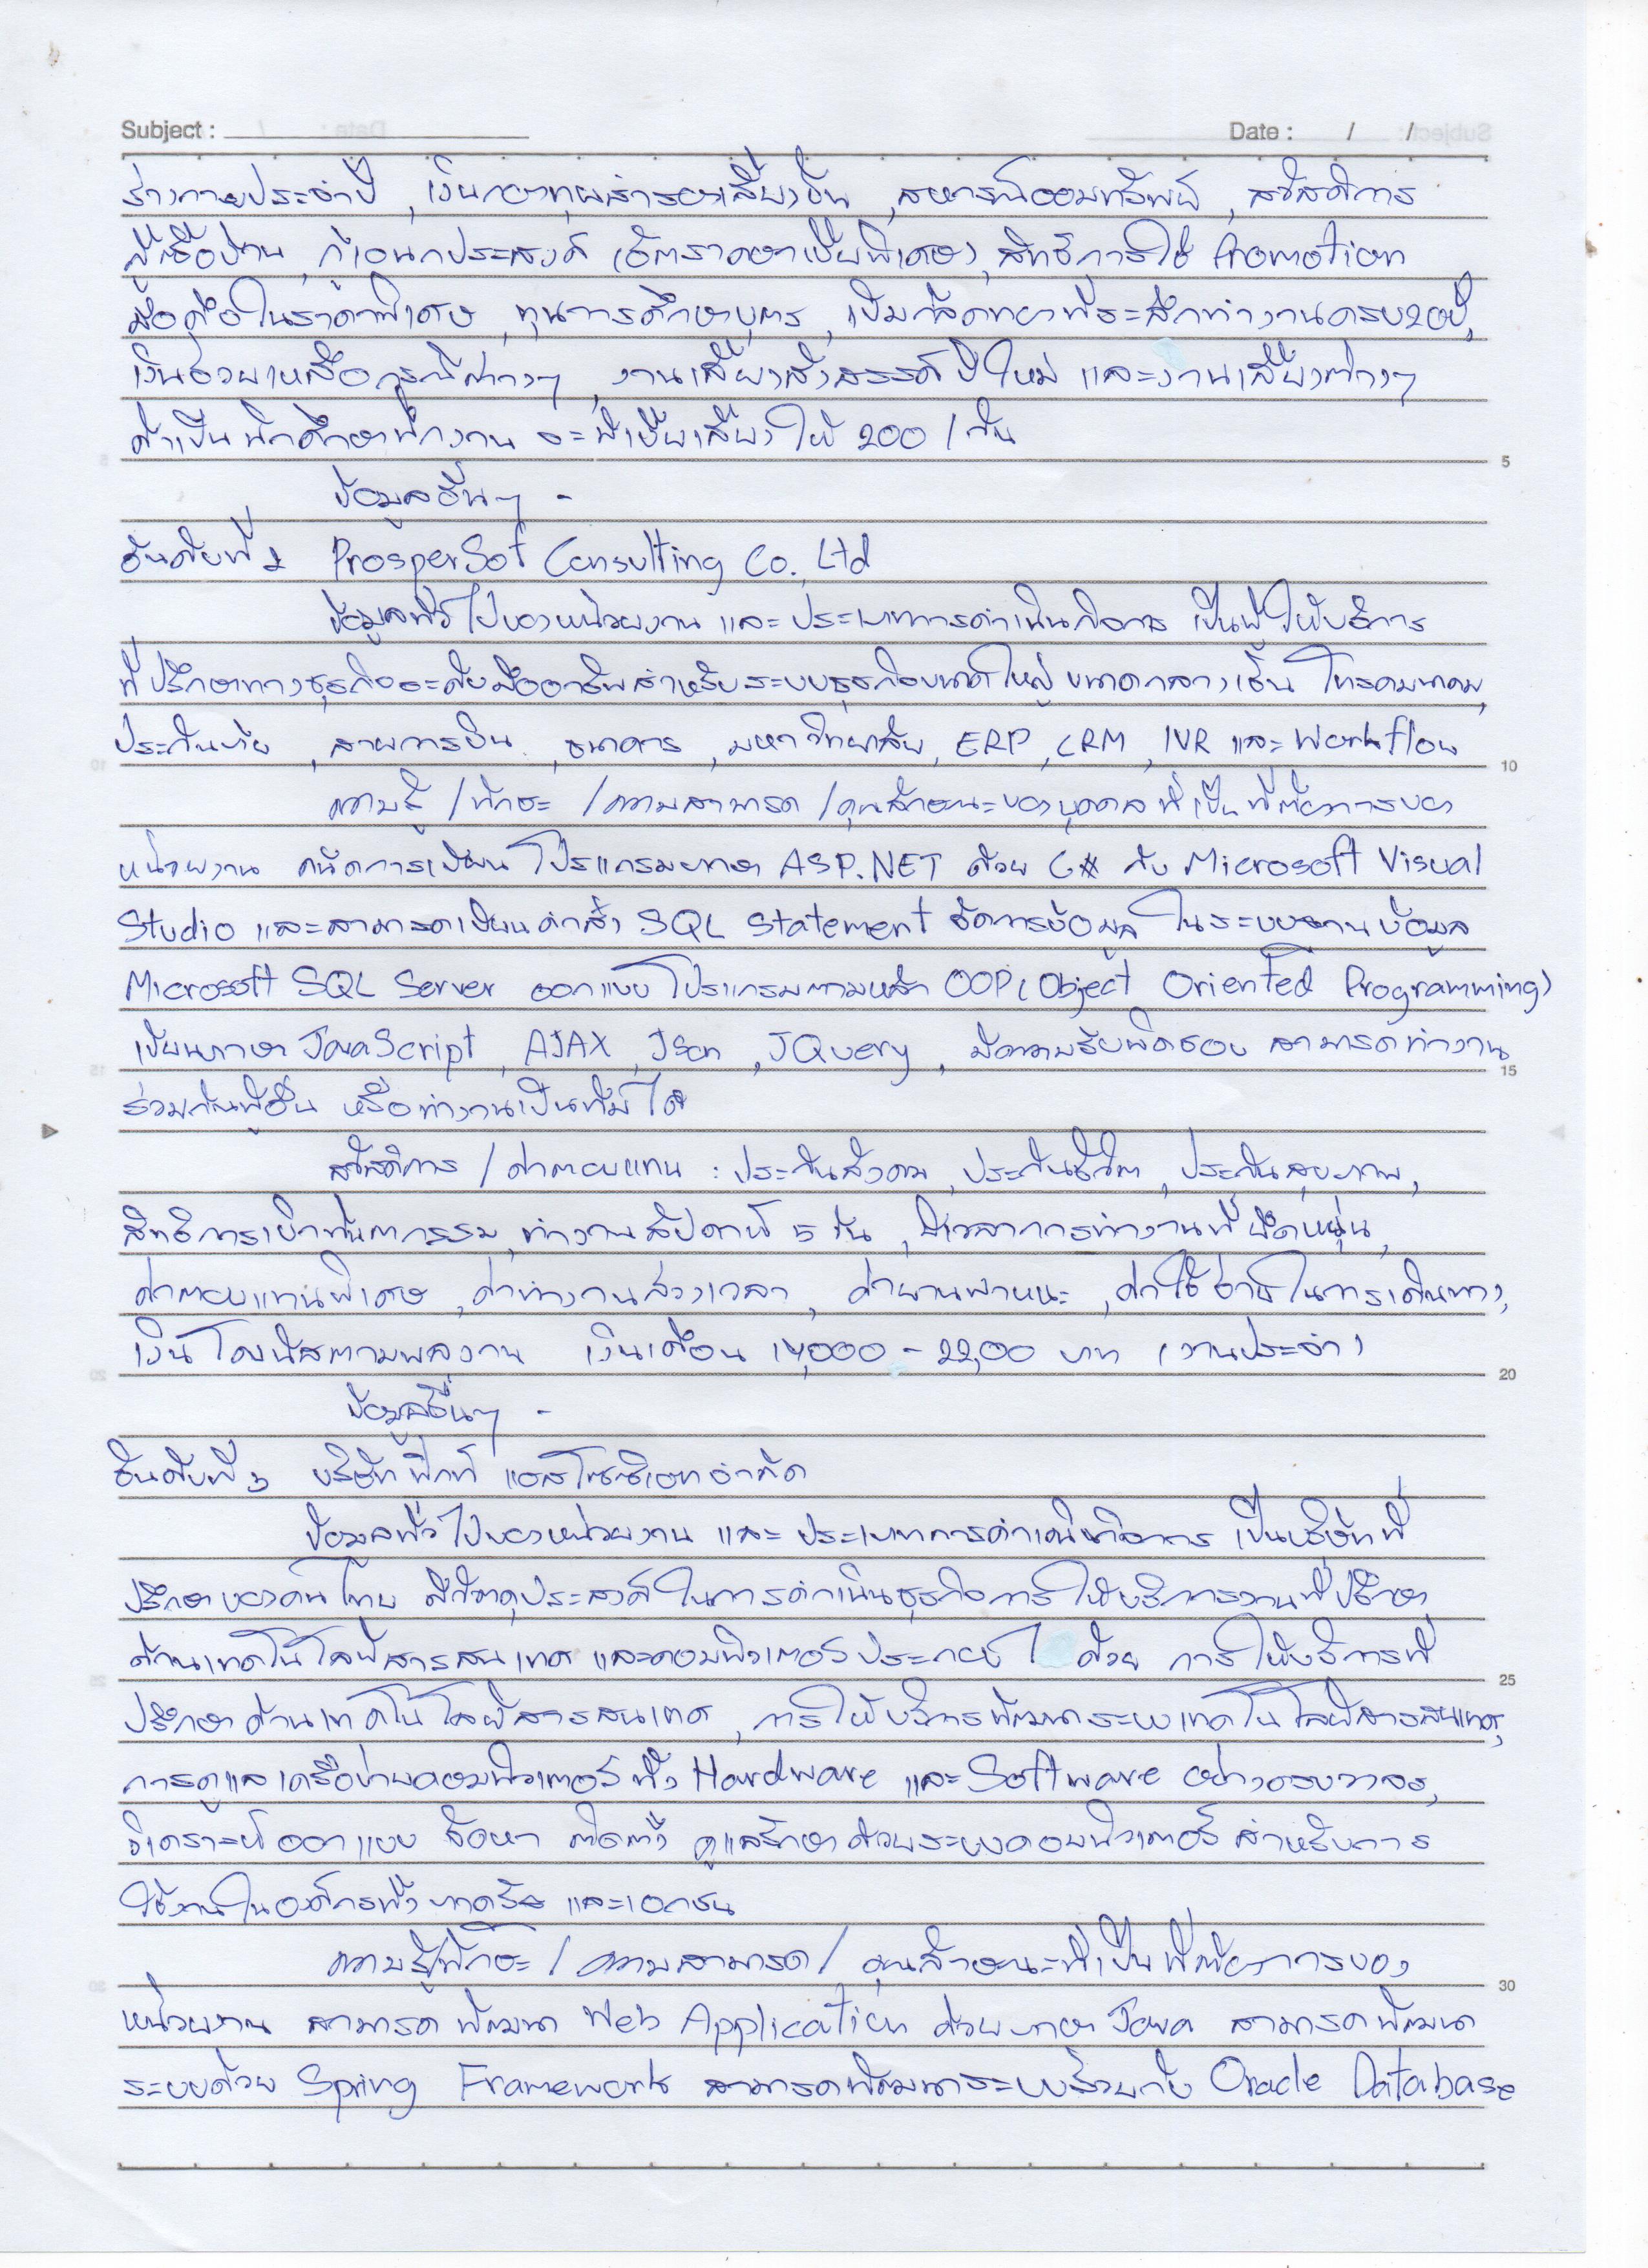 Subject : Date : / /
ร่างกายประจำปี , เงินกองทุนสำรองเลี้ยงชีพ , สหกรณ์ออมทรัพย์ , สวัสดิการ
กู้ซื้อบ้าน , กู้เอนกประสงค์ (อัตราดอกเบี้ยพิเศษ) , สิทธิการใช้ Promotion
มือถือในราคาพิเศษ , ทุนการศึกษาบุตร , เข็มกลัดทองที่ระลึกทำงานครบ 20 ปี,
เงินช่วยเหลือกรณีต่างๆ , งานเลี้ยงสังสรรค์ปีใหม่ และงานเลี้ยงต่างๆ
ถ้าเป็นนักศึกษาฝึกงาน จะมีเบี้ยเลี้ยงให้ 200 / วัน
5
ข้อมูลอื่นๆ -
อันดับที่ 2 ProsperSof Consulting Co., Ltd
ข้อมูลทั่วไปของหน่วยงาน และ ประเภทการดำเนินกิจการ เป็นผู้ให้บริการ
ที่ปรึกษาทางธุรกิจระดับมืออาชีพสำหรับระบบธุรกิจขนาดใหญ่ ขนาดกลาง เช่น โทรคมนาคม,
ประกันภัย , สายการบิน , ธนาคาร , มหาวิทยาลัย, ERP , CRM , IVR และ Workflow
10
ความรู้ / ทักษะ / ความสามารถ / คุณลักษณะของบุคคล ที่เป็นที่ต้องการของ
หน่วยงาน ถนัดการเขียนโปรแกรมภาษา ASP.NET ด้วย C# กับ Microsoft Visual
Studio และสามารถเขียนคำสั่ง SQL Statement จัดการข้อมูล ในระบบฐานข้อมูล
Microsoft SQL Server ออกแบบโปรแกรมตามหลัก OOP (Object Oriented Programming)
เขียนภาษา JavaScript , AJAX , Json , JQuery , มีความรับผิดชอบ สามารถทำงาน
15
ร่วมกับผู้อื่น หรือทำงานเป็นทีมได้
สวัสดิการ / ค่าตอบแทน : ประกันสังคม , ประกันชีวิต , ประกันสุขภาพ ,
สิทธิการเบิกทันตกรรม , ทำงานสัปดาห์ 5 วัน , มีเวลาการทำงานที่ยืดหยุ่น ,
ค่าตอบแทนพิเศษ , ค่าทำงานล่วงเวลา , ค่ายานพาหนะ , ค่าใช้จ่ายในการเดินทาง,
เงินโบนัสตามผลงาน เงินเดือน 14,000 - 22,00 บาท (งานประจำ)
20
ข้อมูลอื่นๆ -
อันดับที่ 3 บริษัท ฟีกท์ แอสโซซิเอท จำกัด
ข้อมูลทั่วไปของหน่วยงาน และ ประเภทการดำเนินกิจการ เป็นบริษัทที่
ปรึกษาของคนไทย มีวัตถุประสงค์ในการดำเนินธุรกิจการให้บริการงานที่ปรึกษา
ด้านเทคโนโลยีสารสนเทศ และคอมพิวเตอร์ประกอบไ ด้วย การให้บริการที่
25
ปรึกษาด้านเทคโนโลยีสารสนเทศ , การให้บริการพัฒนาระบบเทคโนโลยีสารสนเทศ,
การดูแลเครือข่ายคอมพิวเตอร์ทั้ง Hardware และ Software อย่างครบวงจร,
วิเคราะห์ ออกแบบ จัดหา ติดตั้ง ดูแลรักษา ด้วยระบบคอมพิวเตอร์ สำหรับการ
ใช้งานในองค์กรทั้ง ภาครัฐ และเอกชน
ความรู้/ทักษะ / ความสามารถ / คุณลักษณะที่เป็นที่ต้องการของ
30
หน่วยงาน สามารถพัฒนา Web Application ด้วยภาษา Java สามารถพัฒนา
ระบบด้วย Spring Framework สามารถพัฒนาระบบร่วมกับ Oracle Database